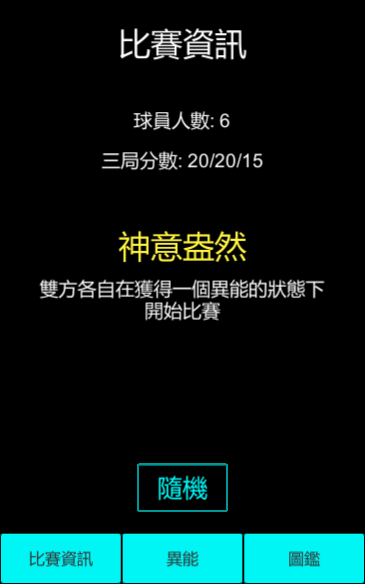 比賽資訊
球員人數: 6
三局分數: 20/20/15
神意盎然
雙方各自在獲得一個異能的狀態下
開始比賽
隨機
比賽資訊
異能
圖鑑